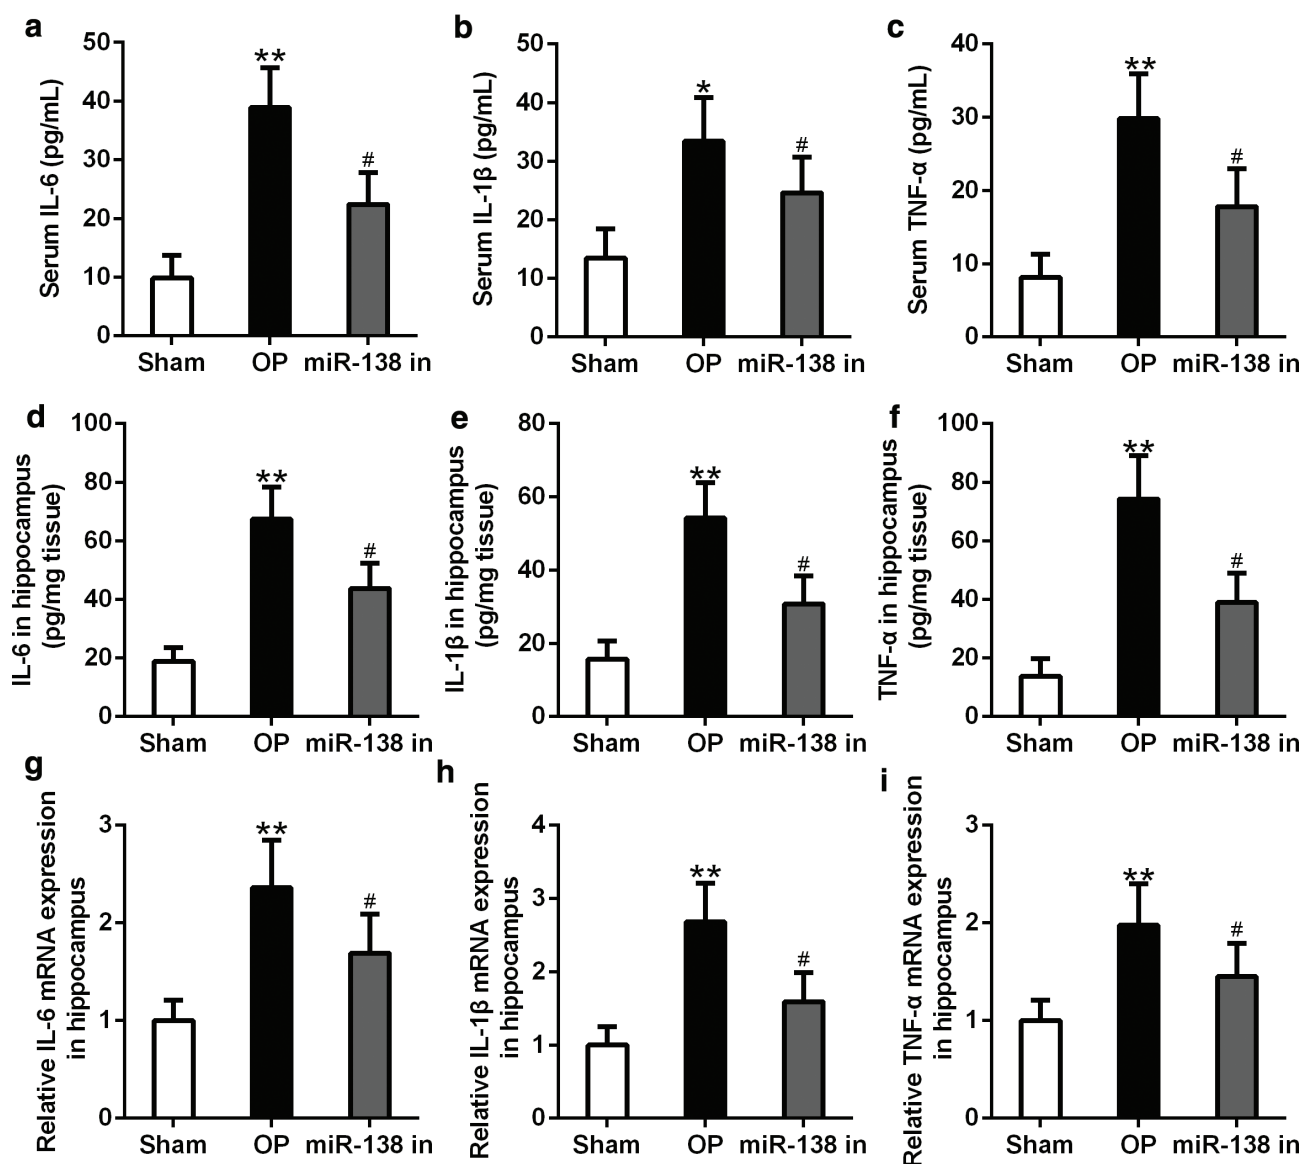 a
Serum IL-6 (pg/mL)
50
40
30
20
10
0
**
#
Sham OP miR-138 in
b
Serum IL-1β (pg/mL)
50
40
30
20
10
0
*
#
Sham OP miR-138 in
c
Serum TNF-α (pg/mL)
40
30
20
10
0
**
#
Sham OP miR-138 in
d
IL-6 in hippocampus
(pg/mg tissue)
100
80
60
40
20
0
**
#
Sham OP miR-138 in
e
IL-1β in hippocampus
(pg/mg tissue)
80
60
40
20
0
**
#
Sham OP miR-138 in
f
TNF-α in hippocampus
(pg/mg tissue)
100
80
60
40
20
0
**
#
Sham OP miR-138 in
g
Relative IL-6 mRNA expression
in hippocampus
3
2
1
0
**
#
Sham OP miR-138 in
h
Relative IL-1β mRNA expression
in hippocampus
4
3
2
1
0
**
#
Sham OP miR-138 in
i
Relative TNF-α mRNA expression
in hippocampus
3
2
1
0
**
#
Sham OP miR-138 in